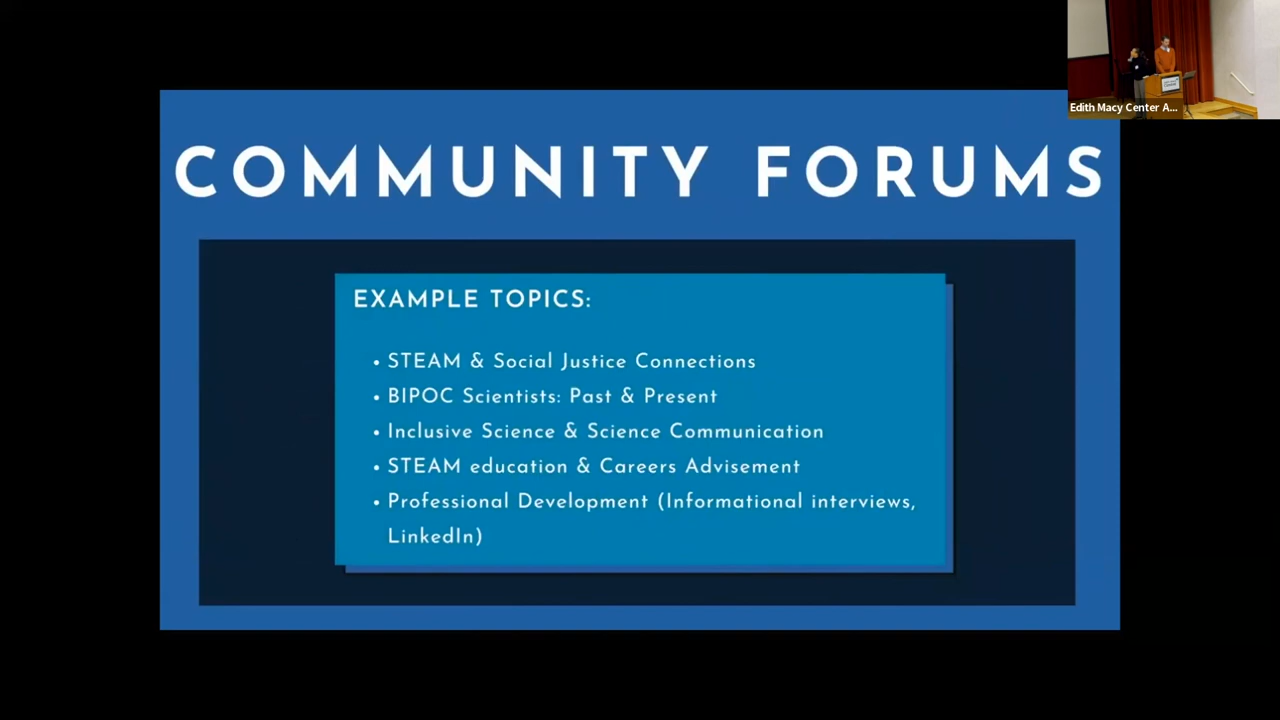 COMMUNITY FORUMS
EXAMPLE TOPICS:
• STEAM & Social Justice Connections
• BIPOC Scientists: Past & Present
• Inclusive Science & Science Communication
• STEAM education & Careers Advisement
• Professional Development (Informational interviews,
LinkedIn)
Edith Macy Center A...